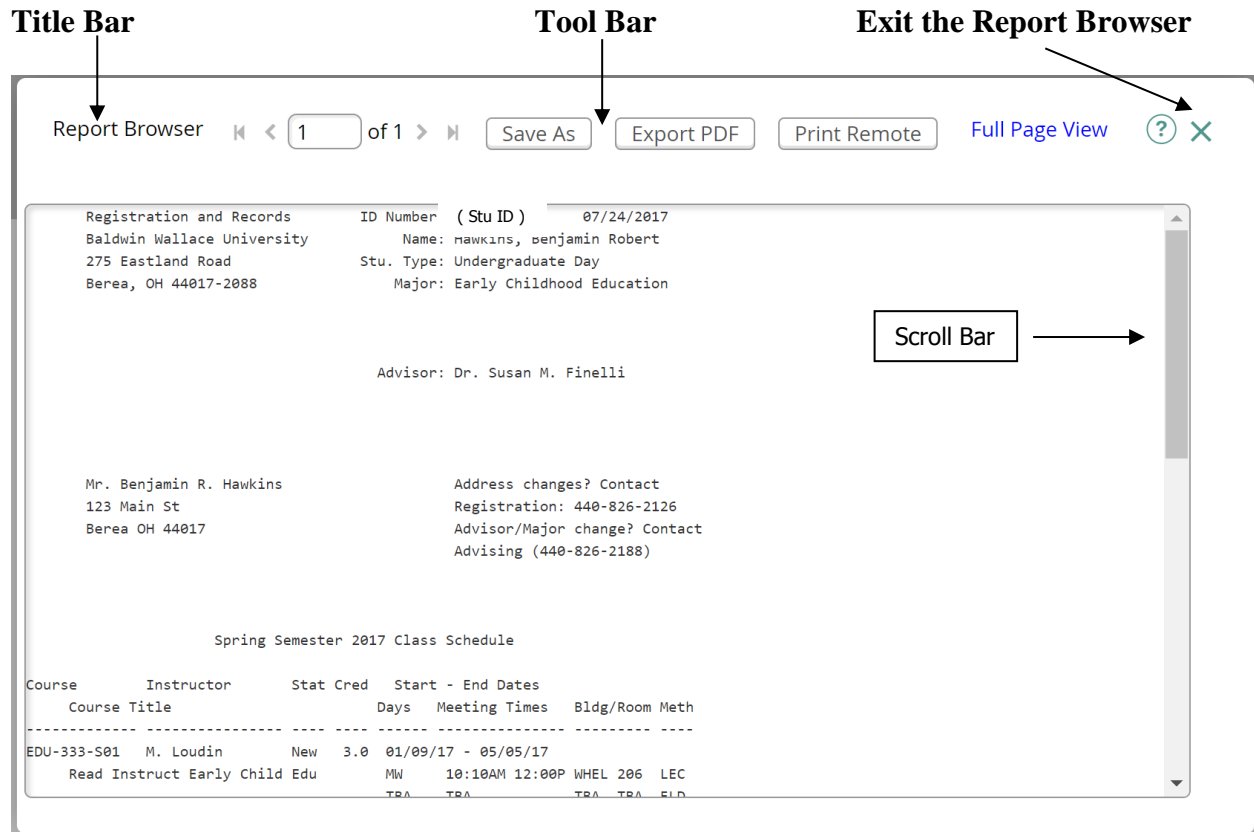 Title Bar Tool Bar Exit the Report Browser
Report Browser 1 of 1 Save As Export PDF Print Remote Full Page View ?
Registration and Records ID Number ( Stu ID ) 07/24/2017
Baldwin Wallace University Name: Hawkins, Benjamin Robert
275 Eastland Road Stu. Type: Undergraduate Day
Berea, OH 44017-2088 Major: Early Childhood Education
Scroll Bar
Advisor: Dr. Susan M. Finelli
Mr. Benjamin R. Hawkins Address changes? Contact
123 Main St Registration: 440-826-2126
Berea OH 44017 Advisor/Major change? Contact
Advising (440-826-2188)
Spring Semester 2017 Class Schedule
Course Instructor Stat Cred Start - End Dates
Course Title Days Meeting Times Bldg/Room Meth
------------- ---------------- ---- ---- ------ --------------- --------- ----
EDU-333-S01 M. Loudin New 3.0 01/09/17 - 05/05/17
Read Instruct Early Child Edu MW 10:10AM 12:00P WHEL 206 LEC
TBA TBA TBA TBA FLD